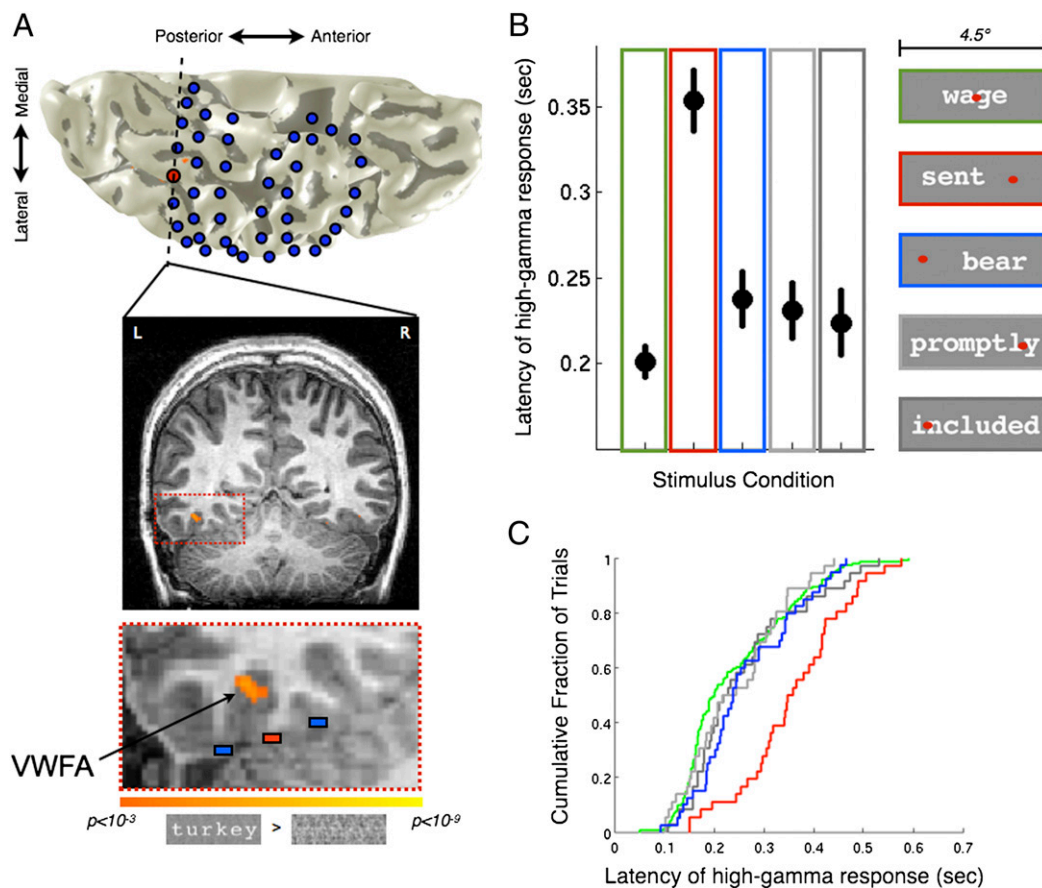 A
Posterior
Anterior
Medial
Lateral
L
R
VWFA
p<10-3
p<10-9
turkey
>
B
Latency of high-gamma response (sec)
0.35
0.3
0.25
0.2
Stimulus Condition
4.5°
wage
sent
bear
promptly
included
C
Cumulative Fraction of Trials
1
0.8
0.6
0.4
0.2
0
0
0.1
0.2
0.3
0.4
0.5
0.6
0.7
Latency of high-gamma response (sec)